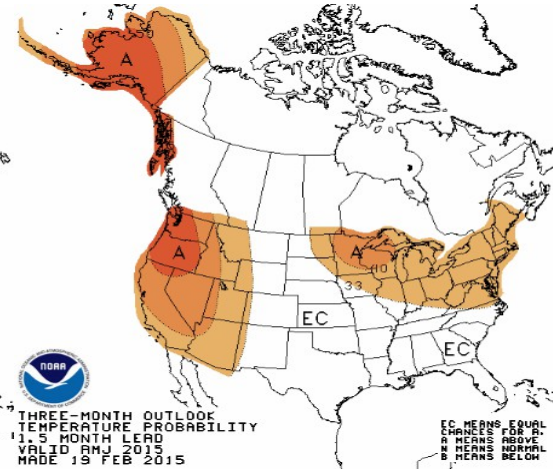 A
A
A
10
33
EC
EC
NOAA
THREE-MONTH OUTLOOK
TEMPERATURE PROBABILITY
1.5 MONTH LEAD
VALID AMJ 2015
MADE 19 FEB 2015
EC MEANS EQUAL
CHANCES FOR A.
A MEANS ABOVE
N MEANS NORMAL
B MEANS BELOW